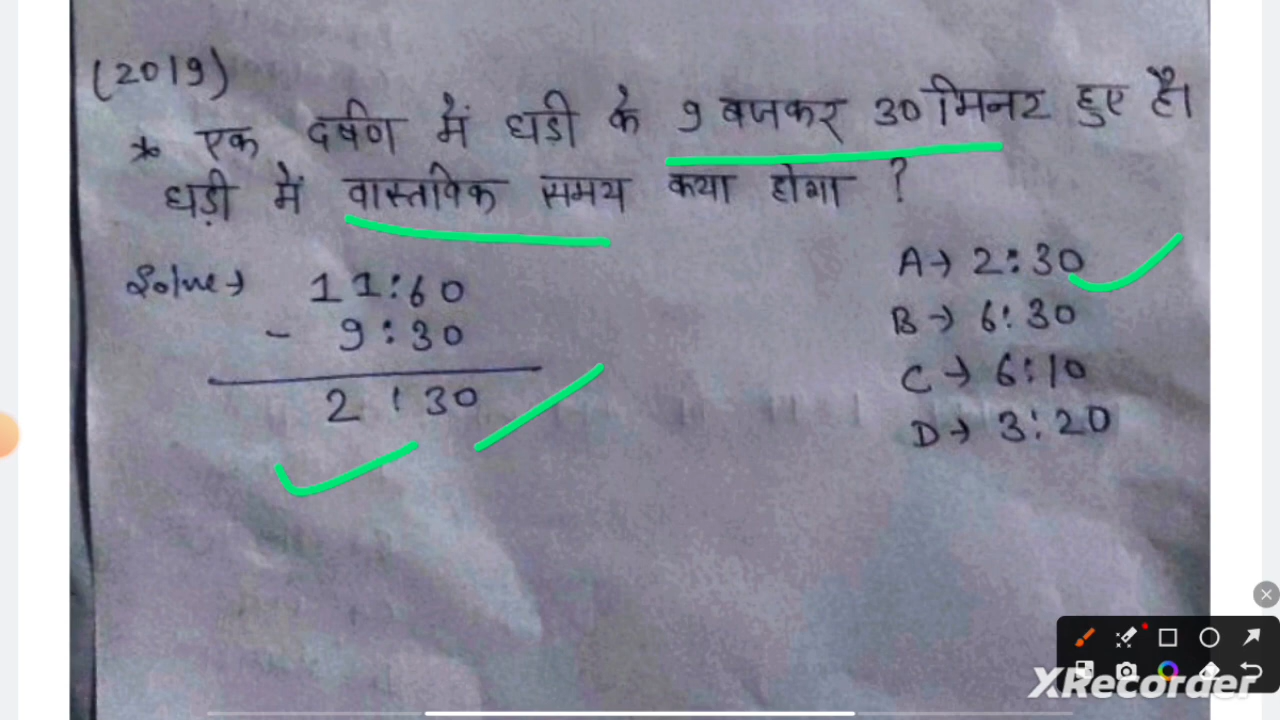 (2019)
* एक दर्पण में घड़ी के 9 बजकर 30 मिनट हुए है।
घड़ी में वास्तविक समय क्या होगा ?
Solve → 11:60
- 9:30
2:30
A → 2:30
B → 6:30
C → 6:10
D → 3:20
XRecorder